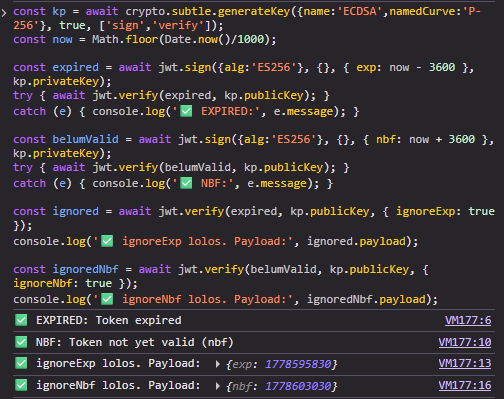 const kp = await crypto.subtle.generateKey({name:'ECDSA',namedCurve:'P-
256'}, true, ['sign','verify']);
const now = Math.floor(Date.now()/1000);
const expired = await jwt.sign({alg:'ES256'}, {}, { exp: now - 3600 },
kp.privateKey);
try { await jwt.verify(expired, kp.publicKey); }
catch (e) { console.log('✅ EXPIRED:', e.message); }
const belumValid = await jwt.sign({alg:'ES256'}, {}, { nbf: now + 3600 },
kp.privateKey);
try { await jwt.verify(belumValid, kp.publicKey); }
catch (e) { console.log('✅ NBF:', e.message); }
const ignored = await jwt.verify(expired, kp.publicKey, { ignoreExp: true
});
console.log('✅ ignoreExp lolos. Payload:', ignored.payload);
const ignoredNbf = await jwt.verify(belumValid, kp.publicKey, {
ignoreNbf: true });
console.log('✅ ignoreNbf lolos. Payload:', ignoredNbf.payload);
✅ EXPIRED: Token expired VM177:6
✅ NBF: Token not yet valid (nbf) VM177:10
✅ ignoreExp lolos. Payload: ▸ {exp: 1778595830} VM177:13
✅ ignoreNbf lolos. Payload: ▸ {nbf: 1778603030} VM177:16